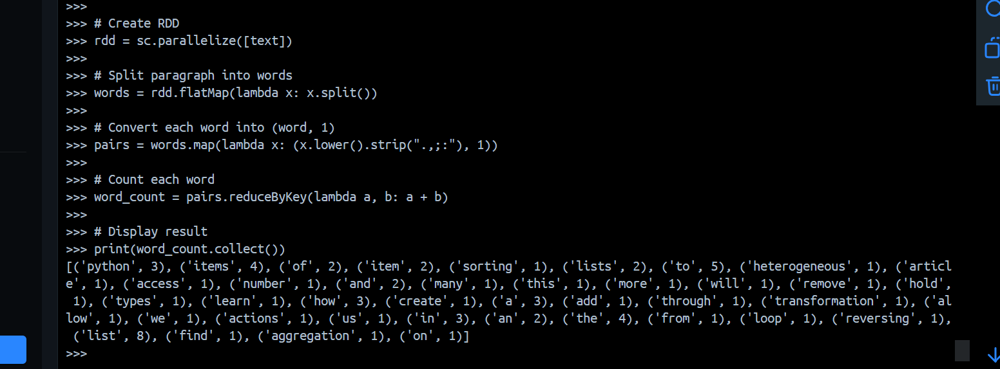 >>>
>>> # Create RDD
>>> rdd = sc.parallelize([text])
>>>
>>> # Split paragraph into words
>>> words = rdd.flatMap(lambda x: x.split())
>>>
>>> # Convert each word into (word, 1)
>>> pairs = words.map(lambda x: (x.lower().strip(".,;:"), 1))
>>>
>>> # Count each word
>>> word_count = pairs.reduceByKey(lambda a, b: a + b)
>>>
>>> # Display result
>>> print(word_count.collect())
[('python', 3), ('items', 4), ('of', 2), ('item', 2), ('sorting', 1), ('lists', 2), ('to', 5), ('heterogeneous', 1), ('articl
e', 1), ('access', 1), ('number', 1), ('and', 2), ('many', 1), ('this', 1), ('more', 1), ('will', 1), ('remove', 1), ('hold',
 1), ('types', 1), ('learn', 1), ('how', 3), ('create', 1), ('a', 3), ('add', 1), ('through', 1), ('transformation', 1), ('al
low', 1), ('we', 1), ('actions', 1), ('us', 1), ('in', 3), ('an', 2), ('the', 4), ('from', 1), ('loop', 1), ('reversing', 1),
 ('list', 8), ('find', 1), ('aggregation', 1), ('on', 1)]
>>>